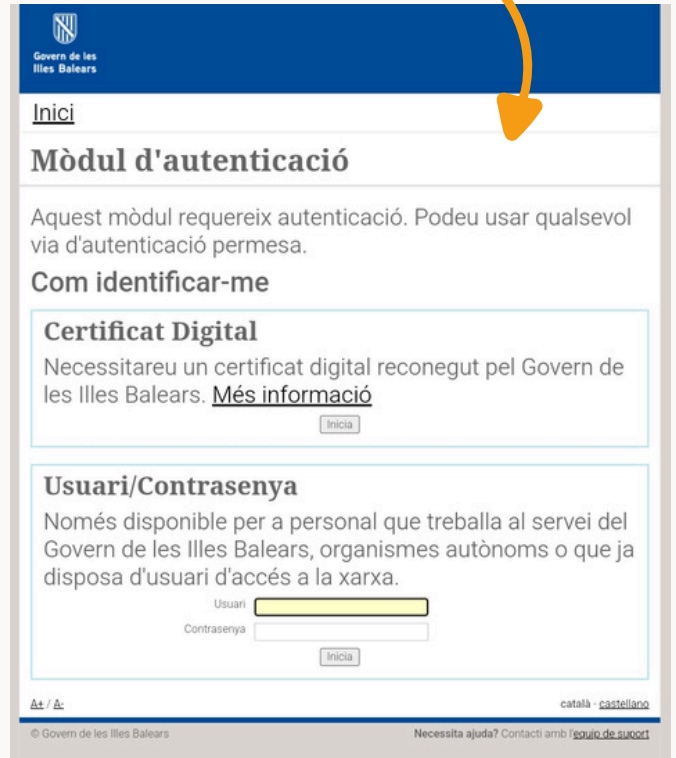 Govern de les
Illes Balears
Inici
Mòdul d'autenticació
Aquest mòdul requereix autenticació. Podeu usar qualsevol
via d'autenticació permesa.
Com identificar-me
Certificat Digital
Necessitareu un certificat digital reconegut pel Govern de
les Illes Balears. Més informació
Inicia
Usuari/Contrasenya
Només disponible per a personal que treballa al servei del
Govern de les Illes Balears, organismes autònoms o que ja
disposa d'usuari d'accés a la xarxa.
Usuari
Contrasenya
Inicia
A+ / A-
català - castellano
© Govern de les Illes Balears
Necessita ajuda? Contacti amb l'equip de suport